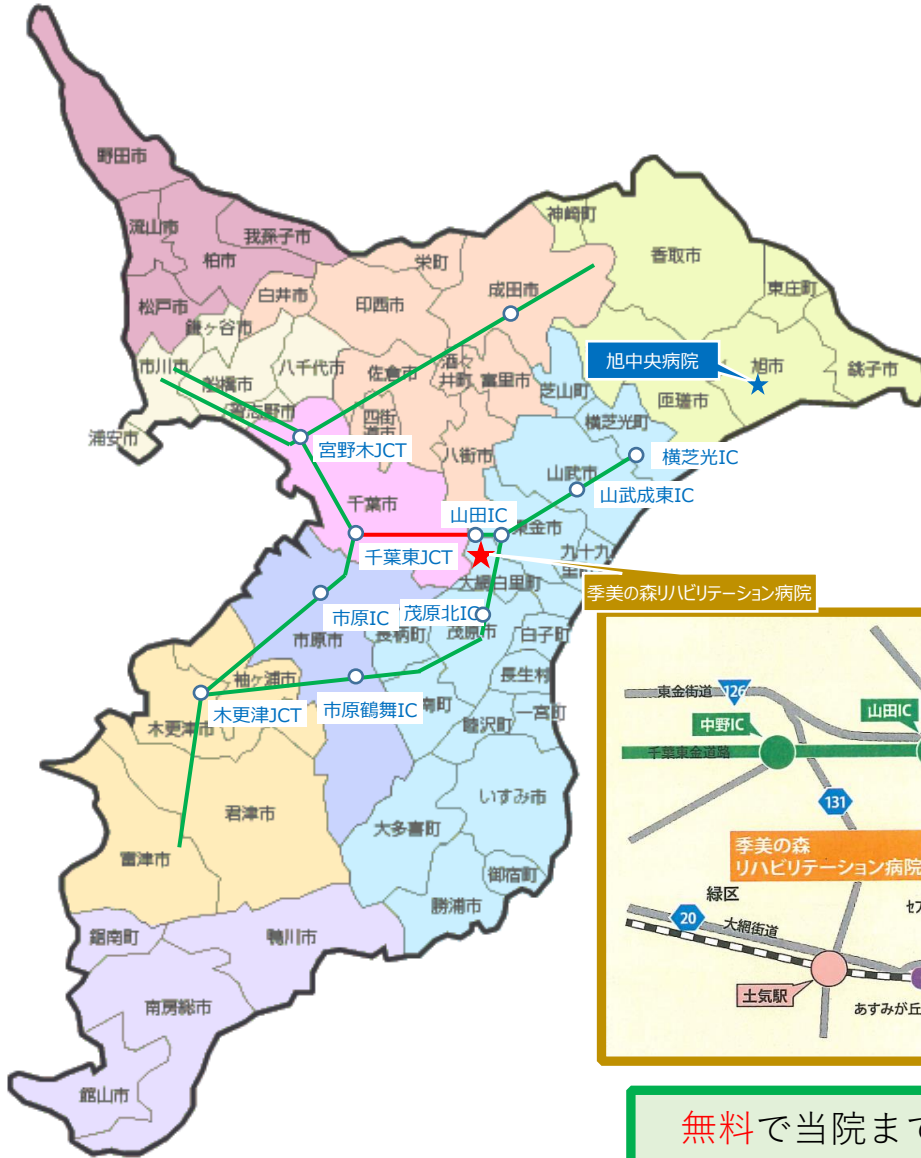 野田市
流山市
我孫子市
柏市
松戸市
鎌ヶ谷市
白井市
印西市
栄町
成田市
神崎町
香取市
東庄町
旭市
銚子市
匝瑳市
旭中央病院
市川市
船橋市
八千代市
習志野市
浦安市
佐倉市
酒々
井町
富里市
四街
道市
八街市
芝山町
横芝光町
山武市
横芝光IC
山武成東IC
宮野木JCT
千葉市
山田IC
東金市
九十九
千葉東JCT
大網白里町
季美の森リハビリテーション病院
市原IC
茂原北IC
市原市
長柄町
茂原市
白子町
長生村
袖ヶ浦市
南町
一宮町
睦沢町
木更津JCT
市原鶴舞IC
木更津市
君津市
富津市
いすみ市
大多喜町
御宿町
勝浦市
鋸南町
鴨川市
南房総市
館山市
東金街道 126
中野IC
山田IC
千葉東金道路
131
季美の森
リハビリテーション病院
緑区
セブ
20
大網街道
土気駅
あすみが丘
無料で当院まで